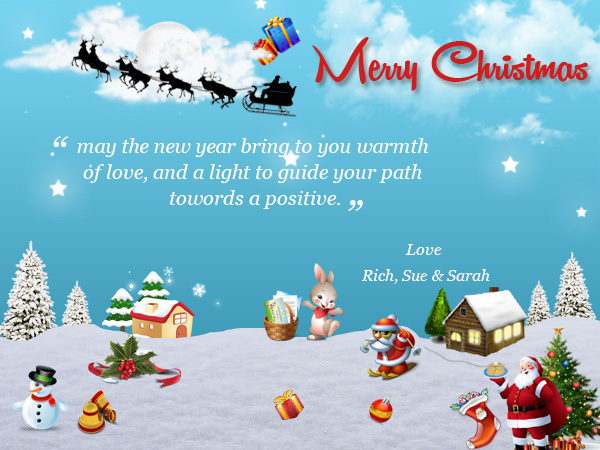 Merry Christmas
“ may the new year bring to you warmth
of love, and a light to guide your path
towords a positive. ”
Love
Rich, Sue & Sarah